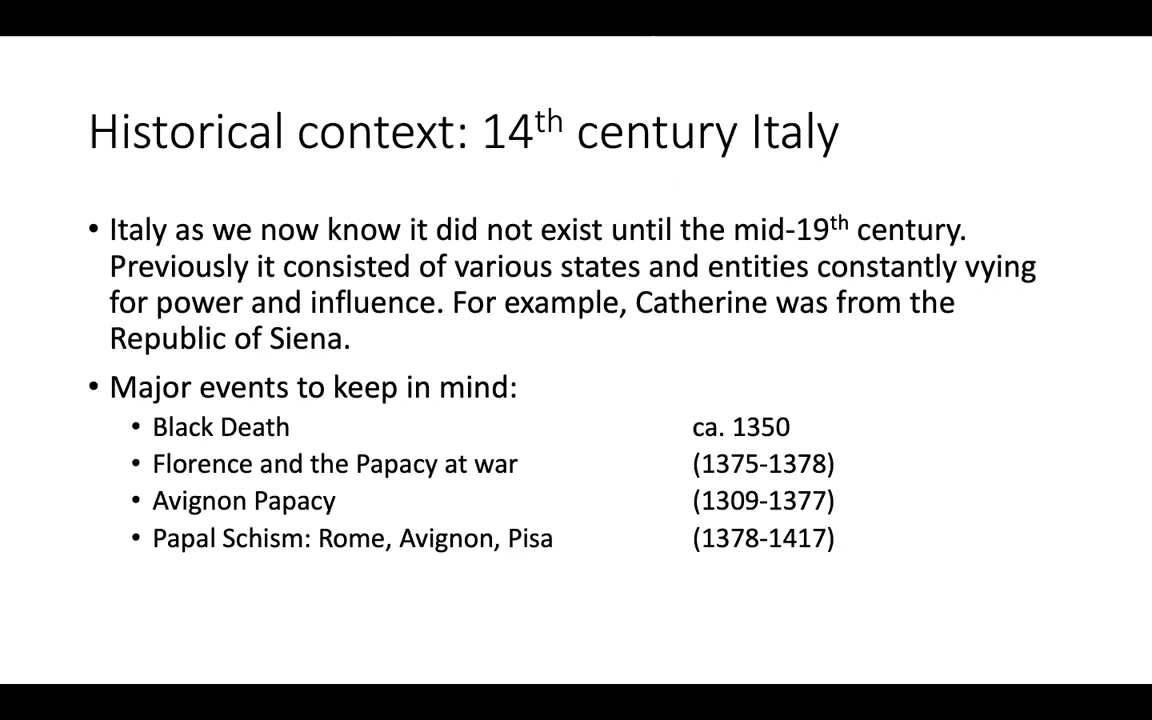 Historical context: 14th century Italy
• Italy as we now know it did not exist until the mid-19th century.
Previously it consisted of various states and entities constantly vying
for power and influence. For example, Catherine was from the
Republic of Siena.
• Major events to keep in mind:
• Black Death ca. 1350
• Florence and the Papacy at war (1375-1378)
• Avignon Papacy (1309-1377)
• Papal Schism: Rome, Avignon, Pisa (1378-1417)